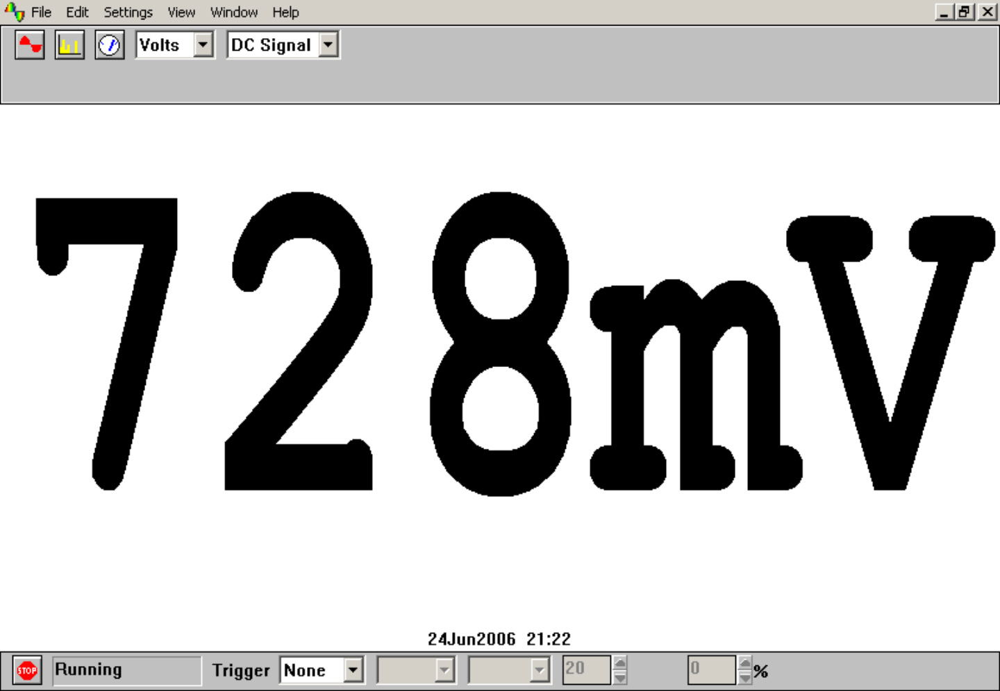 File Edit Settings View Window Help
Volts DC Signal
728mV
24Jun2006 21:22
STOP Running Trigger None 20 0 %